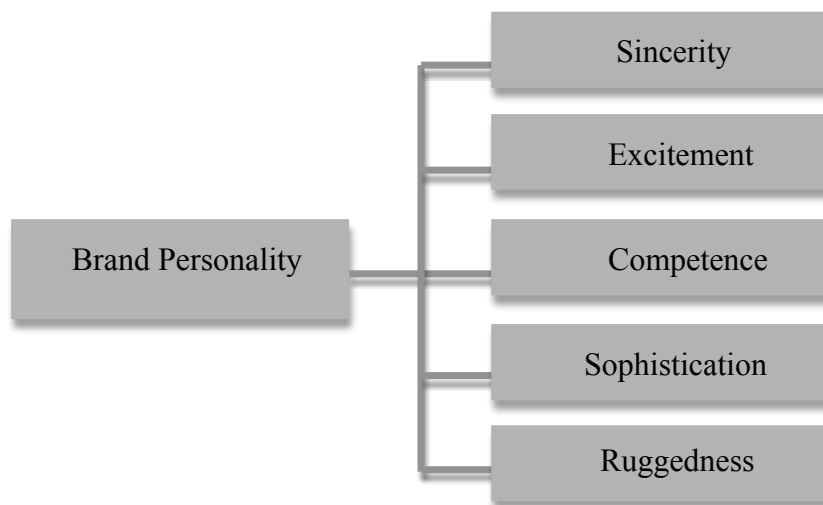 Sincerity
Excitement
Brand Personality
Competence
Sophistication
Ruggedness